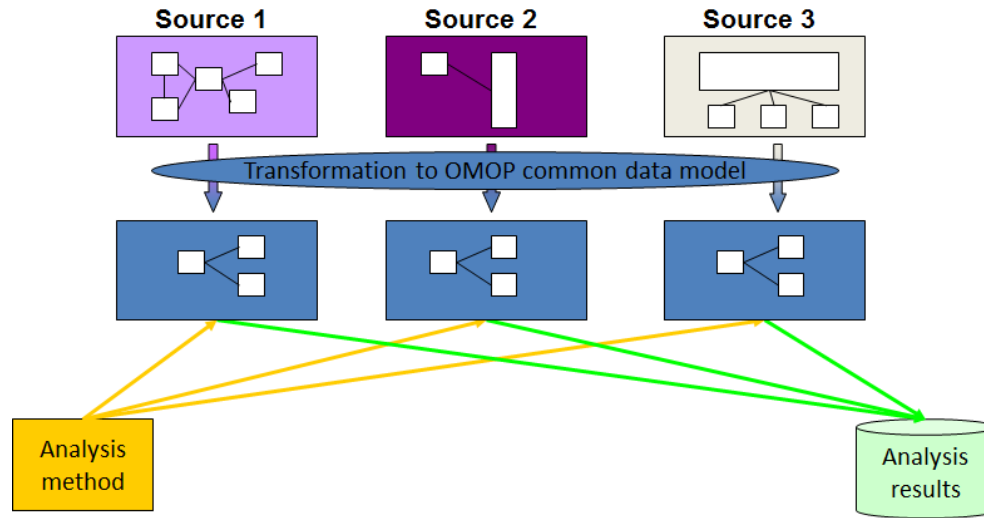 Source 1
Source 2
Source 3
Transformation to OMOP common data model
Analysis
method
Analysis
results